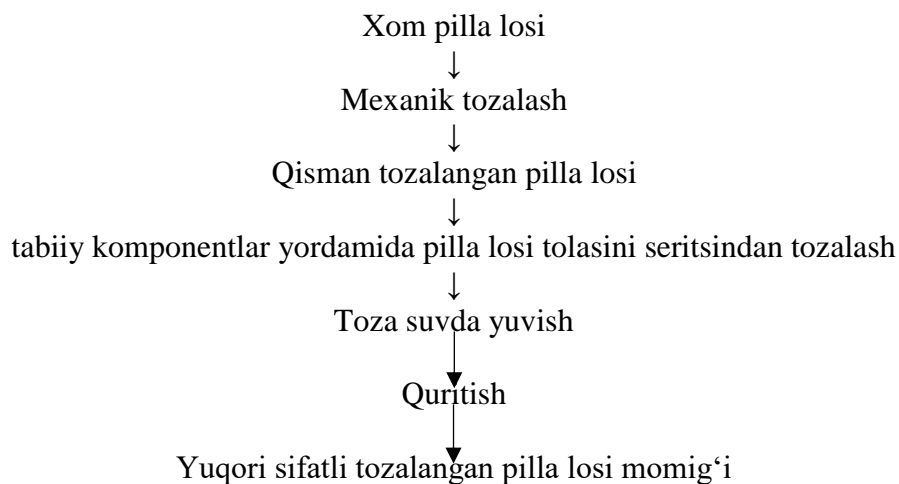 Xom pilla losi
↓
Mexanik tozalash
↓
Qisman tozalangan pilla losi
↓
tabiiy komponentlar yordamida pilla losi tolasini seritsindan tozalash
↓
Toza suvda yuvish
Quritish
Yuqori sifatli tozalangan pilla losi momig‘i